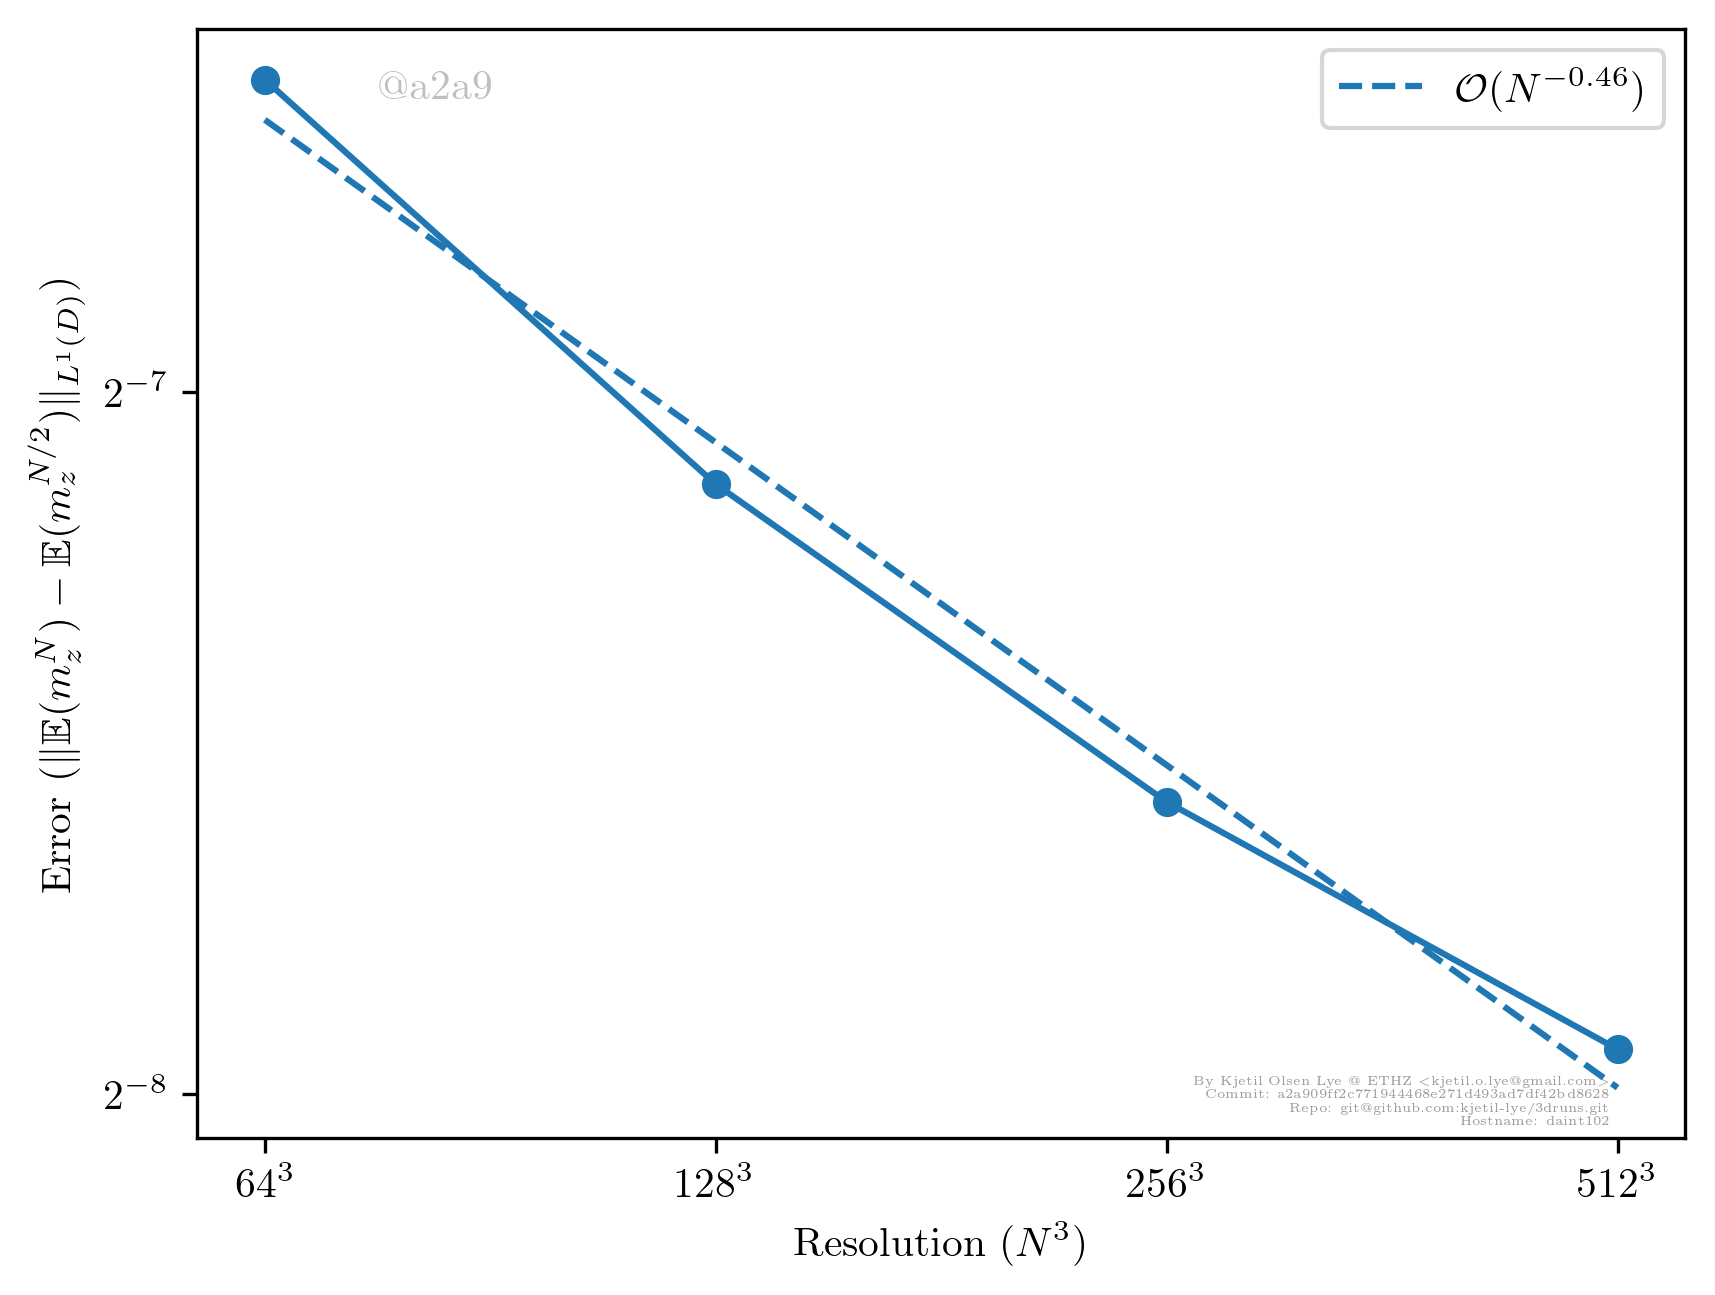 @a2a9
𝒪(N^{-0.46})
Error (||𝔼(m_z^N) − 𝔼(m_z^{N/2})||_{L^1(D)})
2^{-7}
2^{-8}
By Kjetil Olsen Lye @ ETHZ <kjetil.o.lye@gmail.com>
Commit: a2a909ff2c771944468e271d493ad7df42bd8628
Repo: git@github.com:kjetil-lye/3druns.git
Hostname: daint102
64^3 128^3 256^3 512^3
Resolution (N^3)